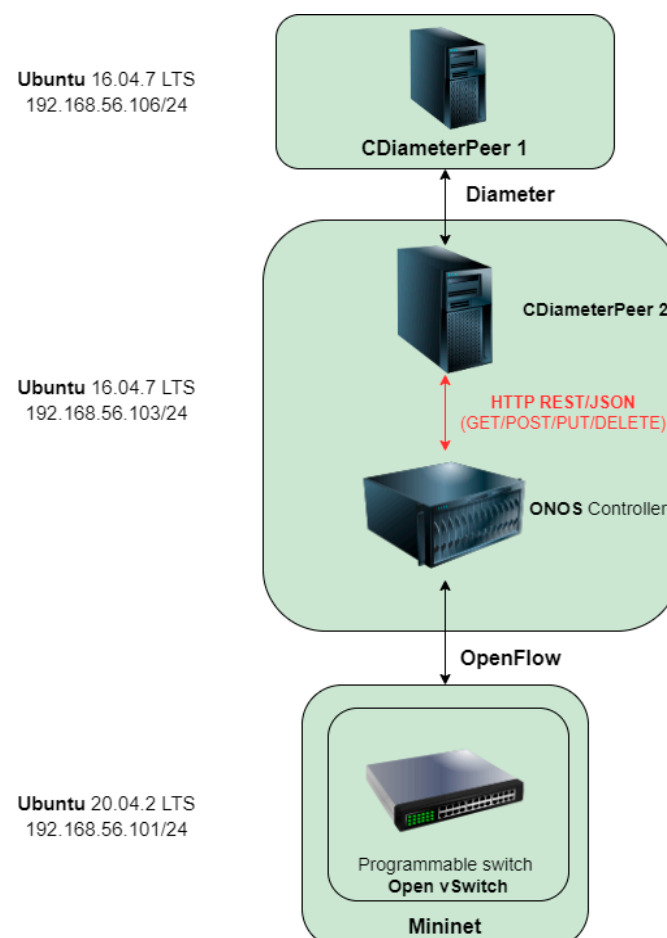 Ubuntu 16.04.7 LTS
192.168.56.106/24
CDiameterPeer 1
Diameter
CDiameterPeer 2
Ubuntu 16.04.7 LTS
192.168.56.103/24
HTTP REST/JSON
(GET/POST/PUT/DELETE)
ONOS Controller
OpenFlow
Ubuntu 20.04.2 LTS
192.168.56.101/24
Programmable switch
Open vSwitch
Mininet